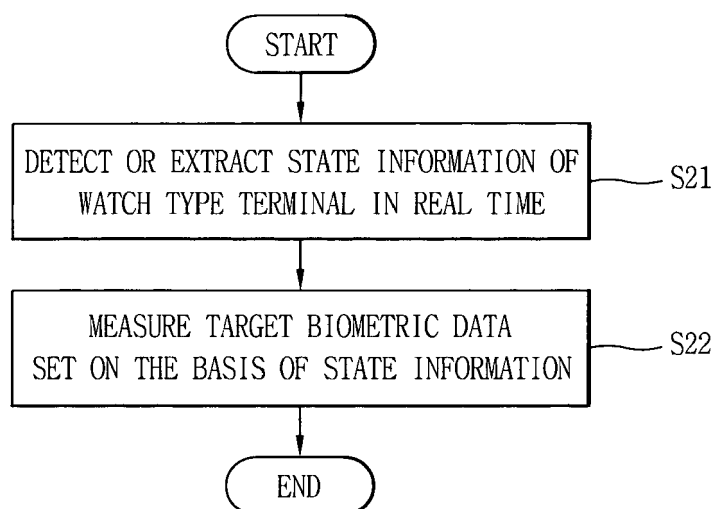 START
DETECT OR EXTRACT STATE INFORMATION OF
WATCH TYPE TERMINAL IN REAL TIME
S21
MEASURE TARGET BIOMETRIC DATA
SET ON THE BASIS OF STATE INFORMATION
S22
END